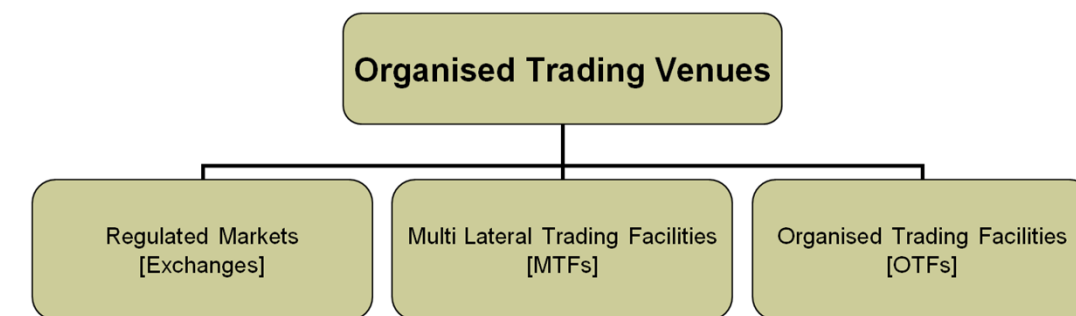 Organised Trading Venues
Regulated Markets
[Exchanges]
Multi Lateral Trading Facilities
[MTFs]
Organised Trading Facilities
[OTFs]